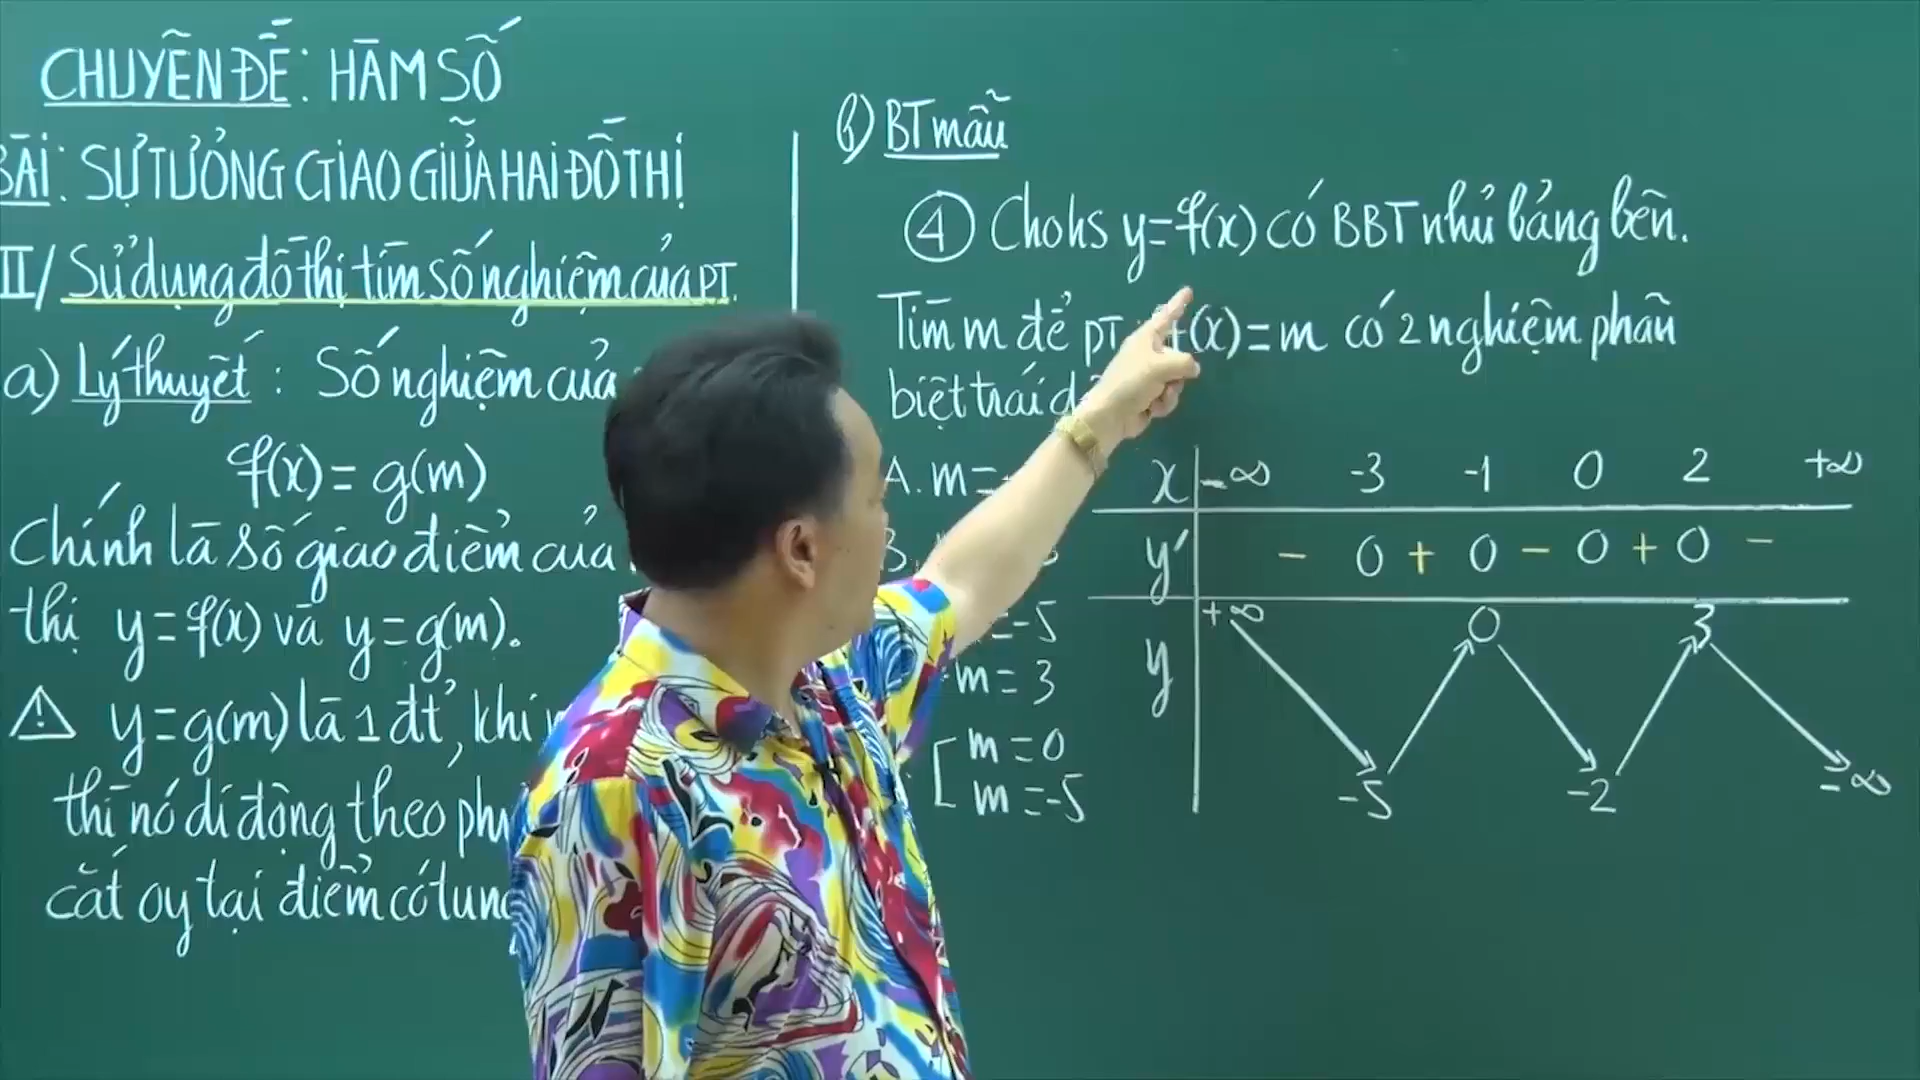 CHUYÊN ĐỀ: HÀM SỐ
BÀI: SỰ TƯƠNG GIAO GIỮA HAI ĐỒ THỊ
II/ Sử dụng đồ thị tìm số nghiệm của PT.
a) Lý thuyết : Số nghiệm của
f(x) = g(m)
Chính là số giao điểm của
thị y = f(x) và y = g(m).
⚠ y = g(m) là 1 đt, khi
thì nó di động theo
cắt oy tại điểm có
b) BT mẫu
④ Cho hs y = f(x) có BBT như bảng bên.
Tìm m để PT (x) = m có 2 nghiệm phân
biệt trái
A. m =
= -5
m = 3
[ m = 0
m = -5
x -∞ -3 -1 0 2 +∞
y' - 0 + 0 - 0 + 0 -
+∞ 0 3
y
-5 -2 -∞